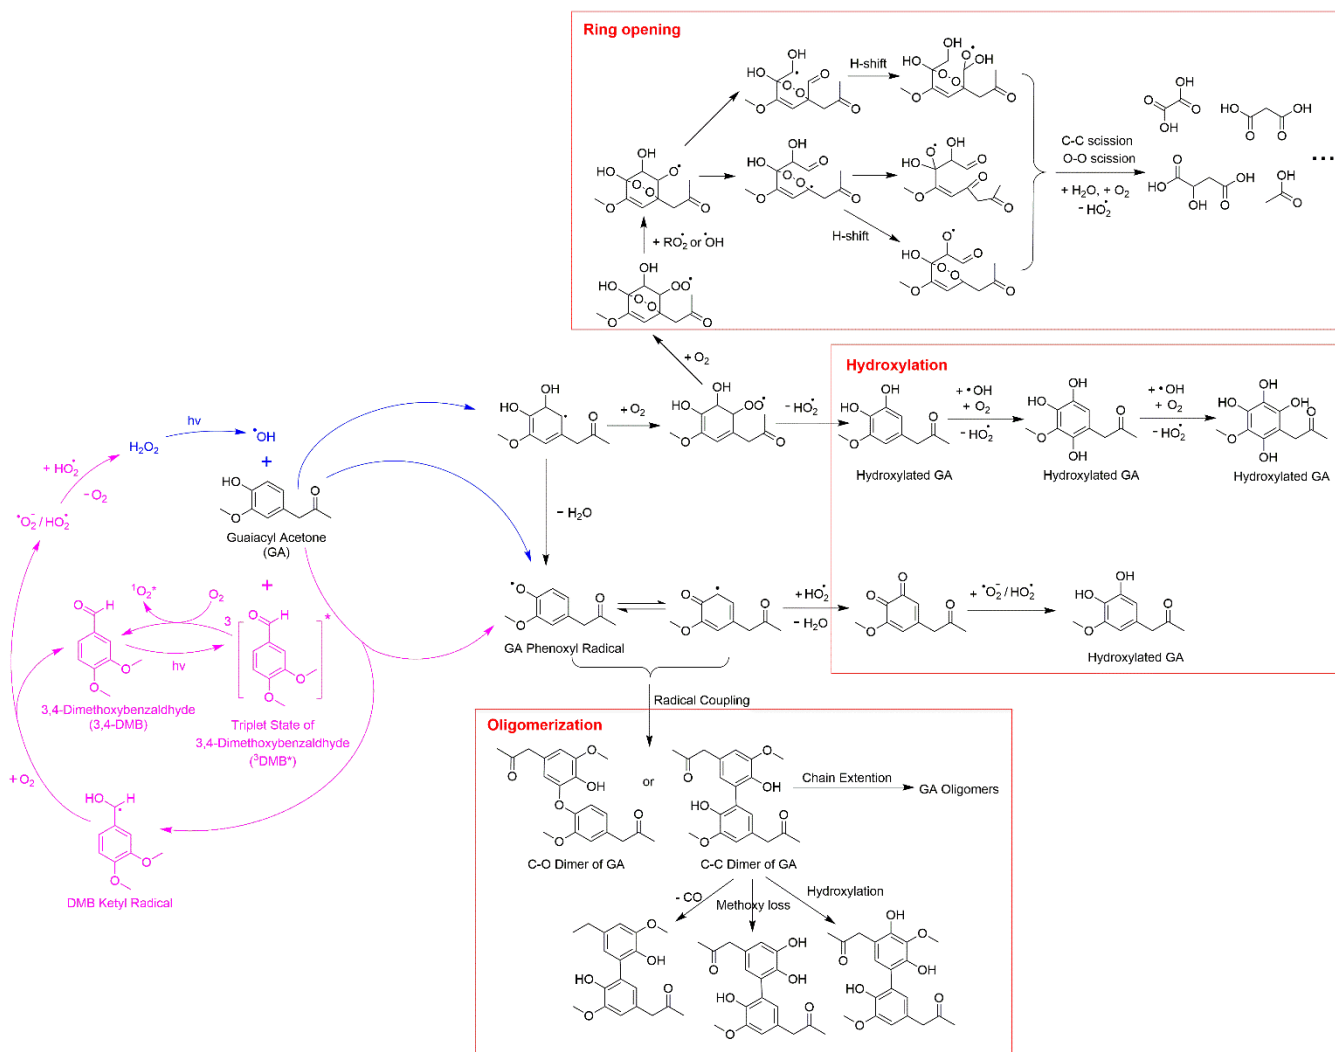 Ring opening
H-shift
H-shift
C-C scission
O-O scission
+ H₂O, + O₂
- HO₂•
...
+ RO₂• or •OH
+ O₂
Hydroxylation
+ O₂
- HO₂•
+ •OH
+ O₂
- HO₂•
+ •OH
+ O₂
- HO₂•
Hydroxylated GA
Hydroxylated GA
Hydroxylated GA
hv
H₂O₂
•OH
+
+ HO₂•
- O₂
•O₂⁻ / HO₂•
Guaiacyl Acetone
(GA)
- H₂O
+
¹O₂*
O₂
3
*
hv
3,4-Dimethoxybenzaldhyde
(3,4-DMB)
Triplet State of
3,4-Dimethoxybenzaldhyde
(³DMB*)
+ O₂
DMB Ketyl Radical
GA Phenoxyl Radical
+ HO₂•
- H₂O
+ •O₂⁻ / HO₂•
Hydroxylated GA
Radical Coupling
Oligomerization
or
Chain Extention
GA Oligomers
C-O Dimer of GA
C-C Dimer of GA
- CO
Methoxy loss
Hydroxylation